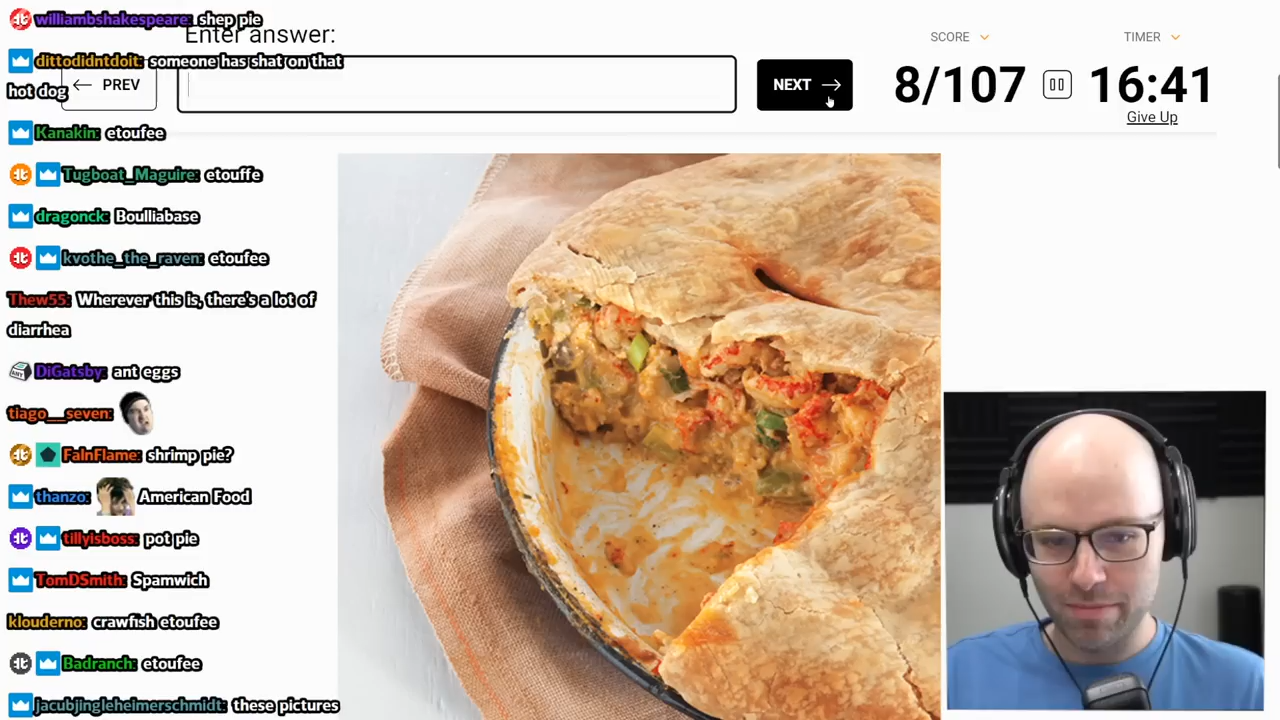 williambshakespeare: shep pie
dittodidntdoit: someone has shat on that
hot dog
Kanakin: etoufee
Tugboat_Maguire: etouffe
dragonck: Boulliabase
kvothe_the_raven: etoufee
Thew55: Wherever this is, there's a lot of
diarrhea
DiGatsby: ant eggs
tiago__seven:
FalnFlame: shrimp pie?
thanzo: American Food
tillyisboss: pot pie
TomDSmith: Spamwich
klouderno: crawfish etoufee
Badranch: etoufee
jacubjingleheimerschmidt: these pictures
Enter answer:
← PREV
NEXT →
SCORE
8/107
TIMER
16:41
Give Up